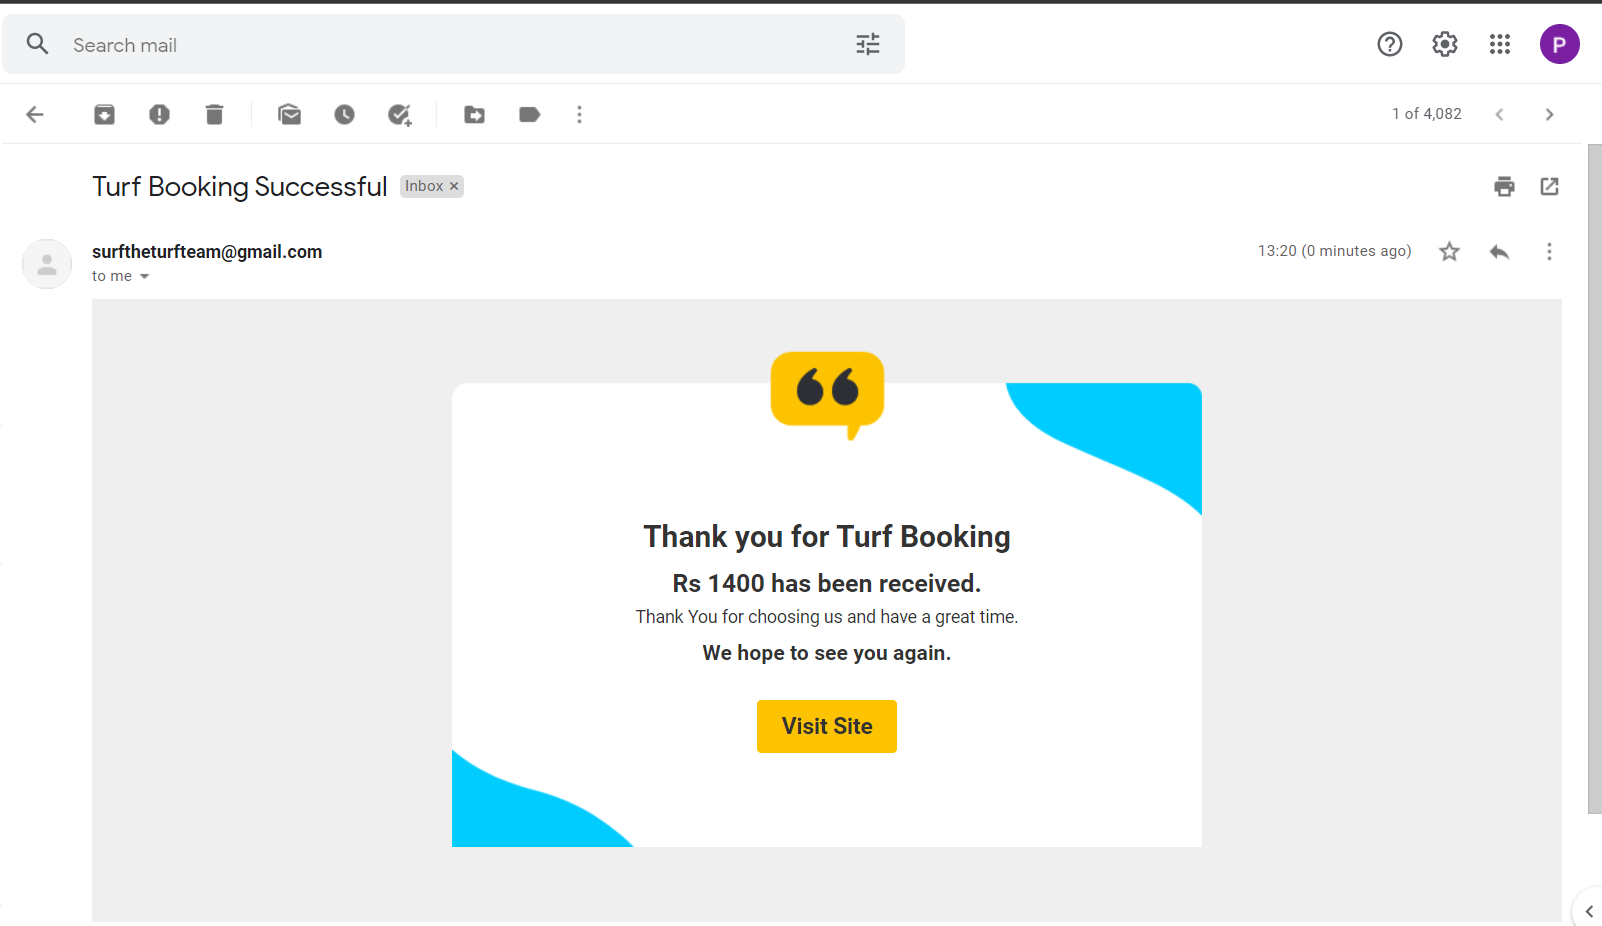 Search mail
P
1 of 4,082
Turf Booking Successful Inbox ×
surftheturfteam@gmail.com
13:20 (0 minutes ago)
to me
Thank you for Turf Booking
Rs 1400 has been received.
Thank You for choosing us and have a great time.
We hope to see you again.
Visit Site